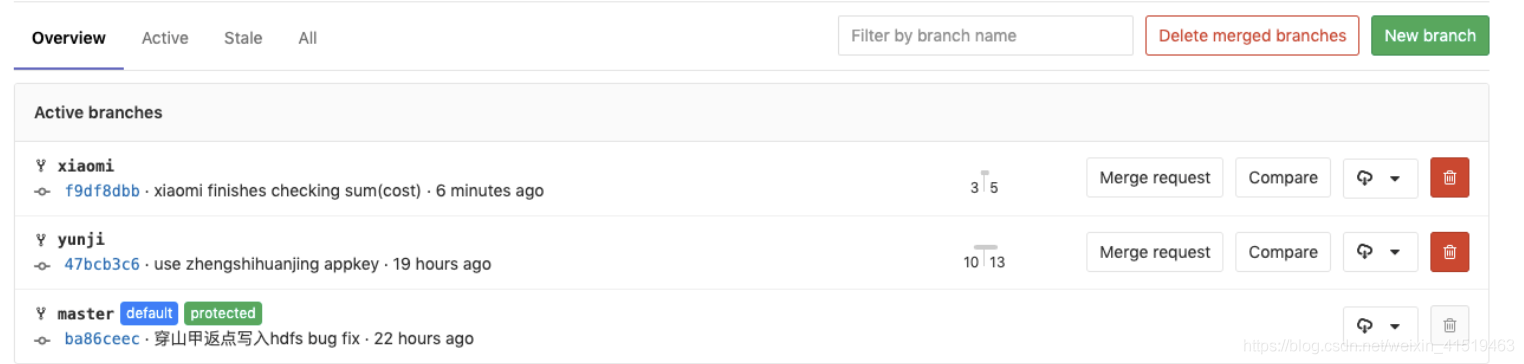 Overview Active Stale All Filter by branch name Delete merged branches New branch
Active branches
xiaomi
f9df8dbb · xiaomi finishes checking sum(cost) · 6 minutes ago 3 5 Merge request Compare
yunji
47bcb3c6 · use zhengshihuanjing appkey · 19 hours ago 10 13 Merge request Compare
master default protected
ba86ceec · 穿山甲返点写入hdfs bug fix · 22 hours ago
https://blog.csdn.net/weixin_41519463